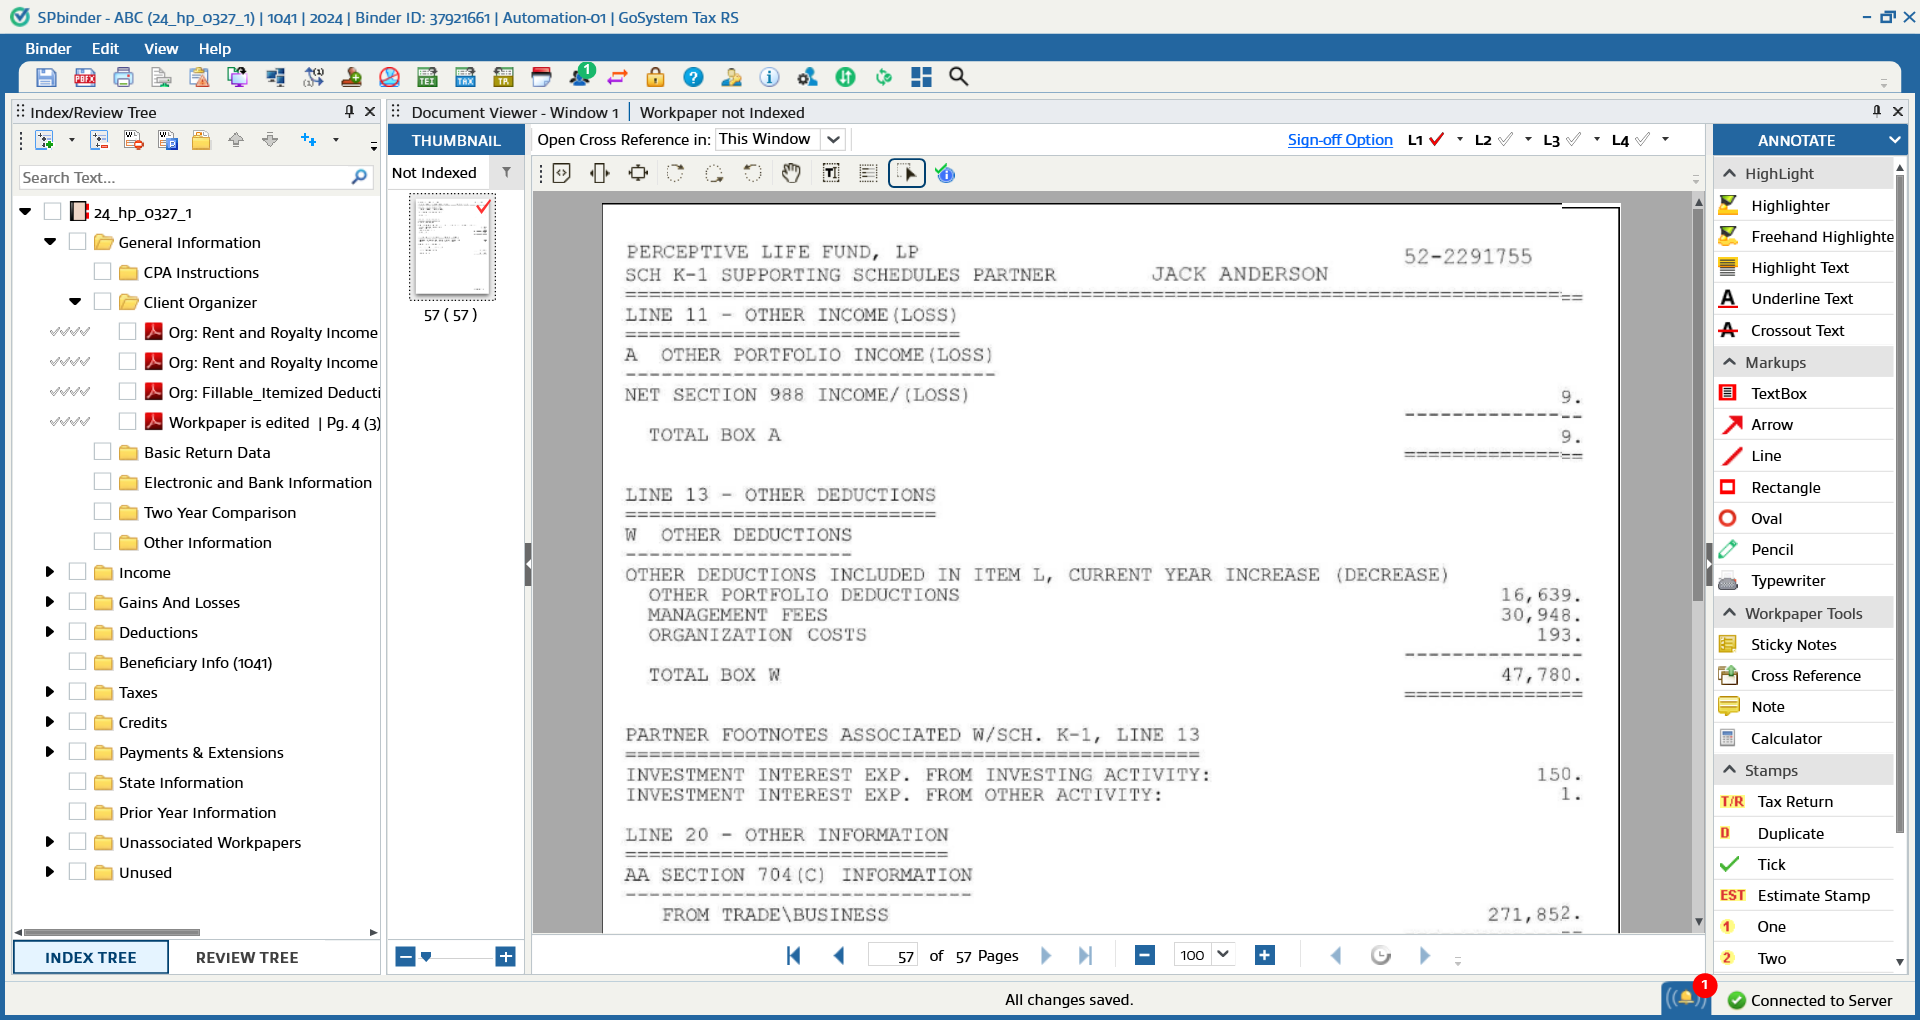 SPbinder - ABC (24_hp_0327_1) | 1041 | 2024 | Binder ID: 37921661 | Automation-01 | GoSystem Tax RS
Binder Edit View Help
PBFX TEI TAX TR 1
Index/Review Tree
Search Text...
24_hp_0327_1
General Information
CPA Instructions
Client Organizer
Org: Rent and Royalty Income
Org: Rent and Royalty Income
Org: Fillable_Itemized Deducti
Workpaper is edited | Pg. 4 (3)
Basic Return Data
Electronic and Bank Information
Two Year Comparison
Other Information
Income
Gains And Losses
Deductions
Beneficiary Info (1041)
Taxes
Credits
Payments & Extensions
State Information
Prior Year Information
Unassociated Workpapers
Unused
INDEX TREE REVIEW TREE
Document Viewer - Window 1 | Workpaper not Indexed
THUMBNAIL
Not Indexed
57 ( 57 )
Open Cross Reference in: This Window
Sign-off Option L1 L2 L3 L4
PERCEPTIVE LIFE FUND, LP 52-2291755
SCH K-1 SUPPORTING SCHEDULES PARTNER JACK ANDERSON
LINE 11 - OTHER INCOME(LOSS)
A OTHER PORTFOLIO INCOME(LOSS)
NET SECTION 988 INCOME/(LOSS) 9.
TOTAL BOX A 9.
LINE 13 - OTHER DEDUCTIONS
W OTHER DEDUCTIONS
OTHER DEDUCTIONS INCLUDED IN ITEM L, CURRENT YEAR INCREASE (DECREASE)
OTHER PORTFOLIO DEDUCTIONS 16,639.
MANAGEMENT FEES 30,948.
ORGANIZATION COSTS 193.
TOTAL BOX W 47,780.
PARTNER FOOTNOTES ASSOCIATED W/SCH. K-1, LINE 13
INVESTMENT INTEREST EXP. FROM INVESTING ACTIVITY: 150.
INVESTMENT INTEREST EXP. FROM OTHER ACTIVITY: 1.
LINE 20 - OTHER INFORMATION
AA SECTION 704(C) INFORMATION
FROM TRADE\BUSINESS 271,852.
57 of 57 Pages 100
ANNOTATE
HighLight
Highlighter
Freehand Highlighte
Highlight Text
Underline Text
Crossout Text
Markups
TextBox
Arrow
Line
Rectangle
Oval
Pencil
Typewriter
Workpaper Tools
Sticky Notes
Cross Reference
Note
Calculator
Stamps
T/R Tax Return
D Duplicate
Tick
EST Estimate Stamp
1 One
2 Two
All changes saved.
1
Connected to Server